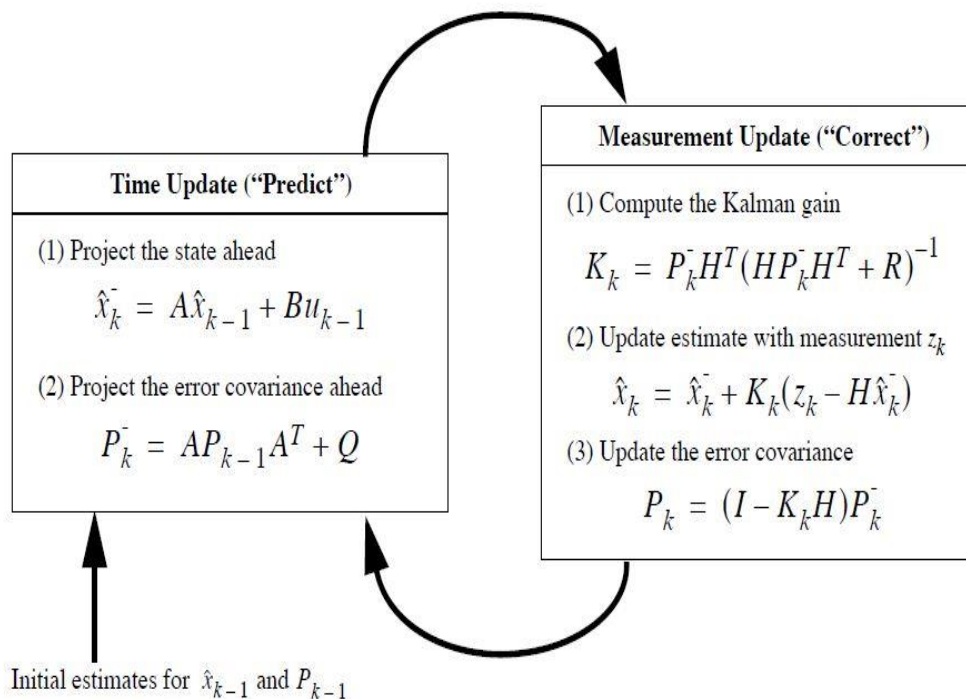 Time Update (“Predict”)
(1) Project the state ahead
x̂⁻ₖ = Ax̂ₖ₋₁ + Buₖ₋₁
(2) Project the error covariance ahead
P⁻ₖ = APₖ₋₁Aᵀ + Q
Measurement Update (“Correct”)
(1) Compute the Kalman gain
Kₖ = P⁻ₖHᵀ(HP⁻ₖHᵀ + R)⁻¹
(2) Update estimate with measurement zₖ
x̂ₖ = x̂⁻ₖ + Kₖ(zₖ – Hx̂⁻ₖ)
(3) Update the error covariance
Pₖ = (I – KₖH)P⁻ₖ
Initial estimates for x̂ₖ₋₁ and Pₖ₋₁